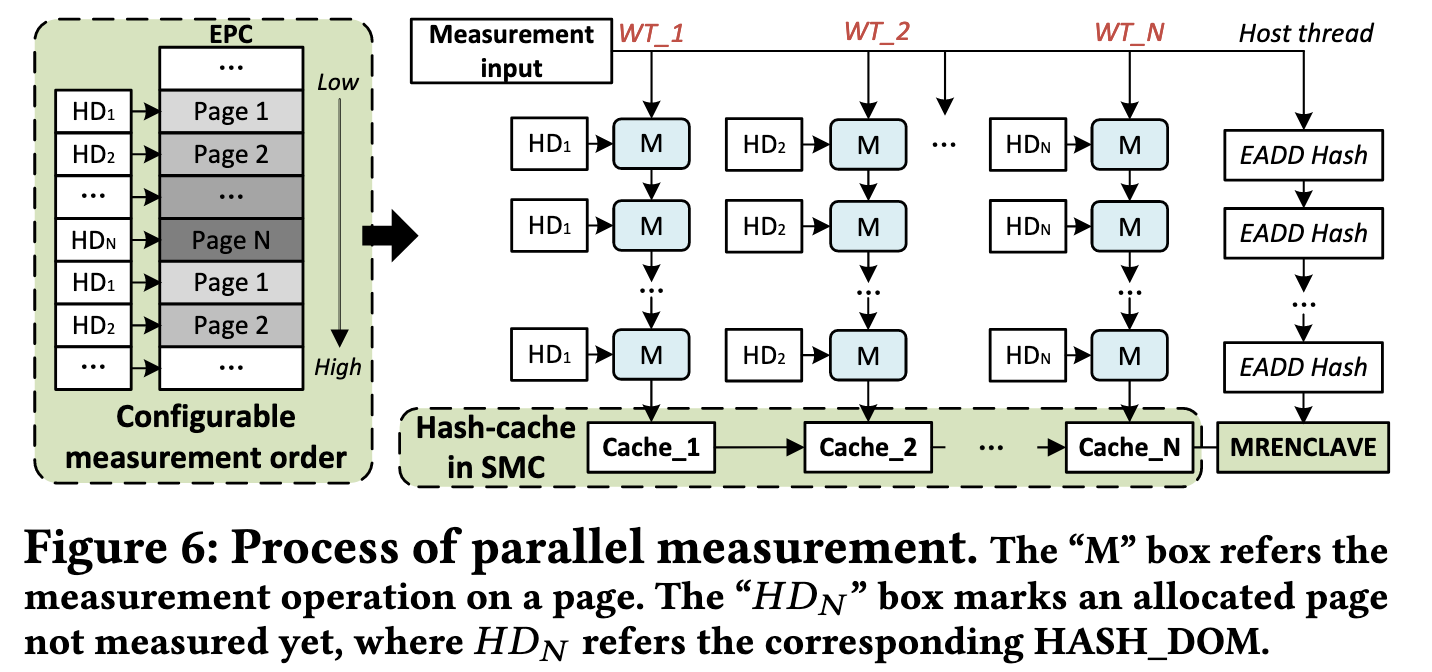 EPC
...
Low
HD1
Page 1
HD2
Page 2
...
...
HDN
Page N
HD1
Page 1
HD2
Page 2
...
...
High
Configurable
measurement order
Measurement
input
WT_1
WT_2
WT_N
Host thread
HD1
M
HD2
M
...
HDN
M
EADD Hash
HD1
M
HD2
M
HDN
M
EADD Hash
...
...
...
...
HD1
M
HD2
M
HDN
M
EADD Hash
Hash-cache
in SMC
Cache_1
Cache_2
...
Cache_N
MRENCLAVE
Figure 6: Process of parallel measurement. The “M” box refers the
measurement operation on a page. The “HDN” box marks an allocated page
not measured yet, where HDN refers the corresponding HASH_DOM.